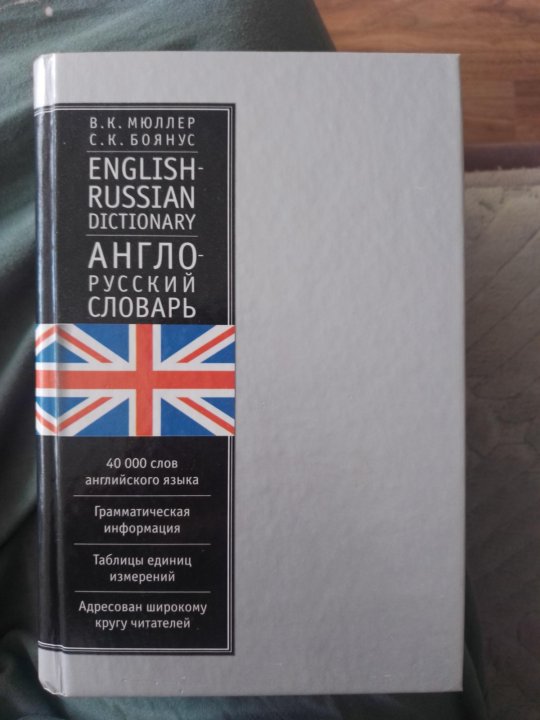 В.К. МЮЛЛЕР
С.К. БОЯНУС
ENGLISH-
RUSSIAN
DICTIONARY
АНГЛО-
РУССКИЙ
СЛОВАРЬ
40 000 слов
английского языка
Грамматическая
информация
Таблицы единиц
измерений
Адресован широкому
кругу читателей